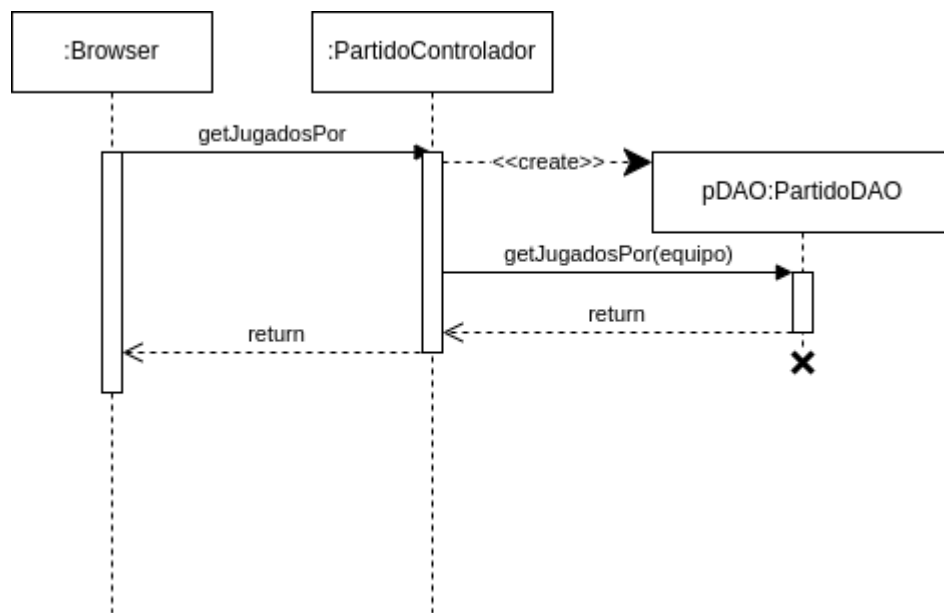 :Browser
:PartidoControlador
getJugadosPor
<<create>>
pDAO:PartidoDAO
getJugadosPor(equipo)
return
return